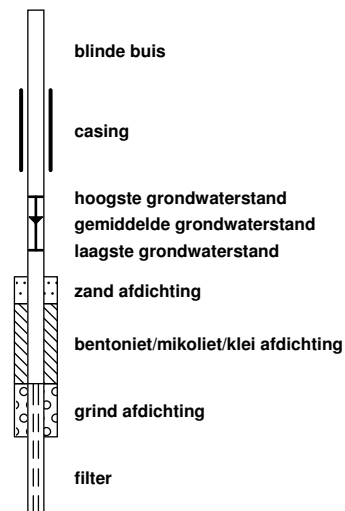 blinde buis
casing
hoogste grondwaterstand
gemiddelde grondwaterstand
laagste grondwaterstand
zand afdichting
bentoniet/mikoliet/klei afdichting
grind afdichting
filter